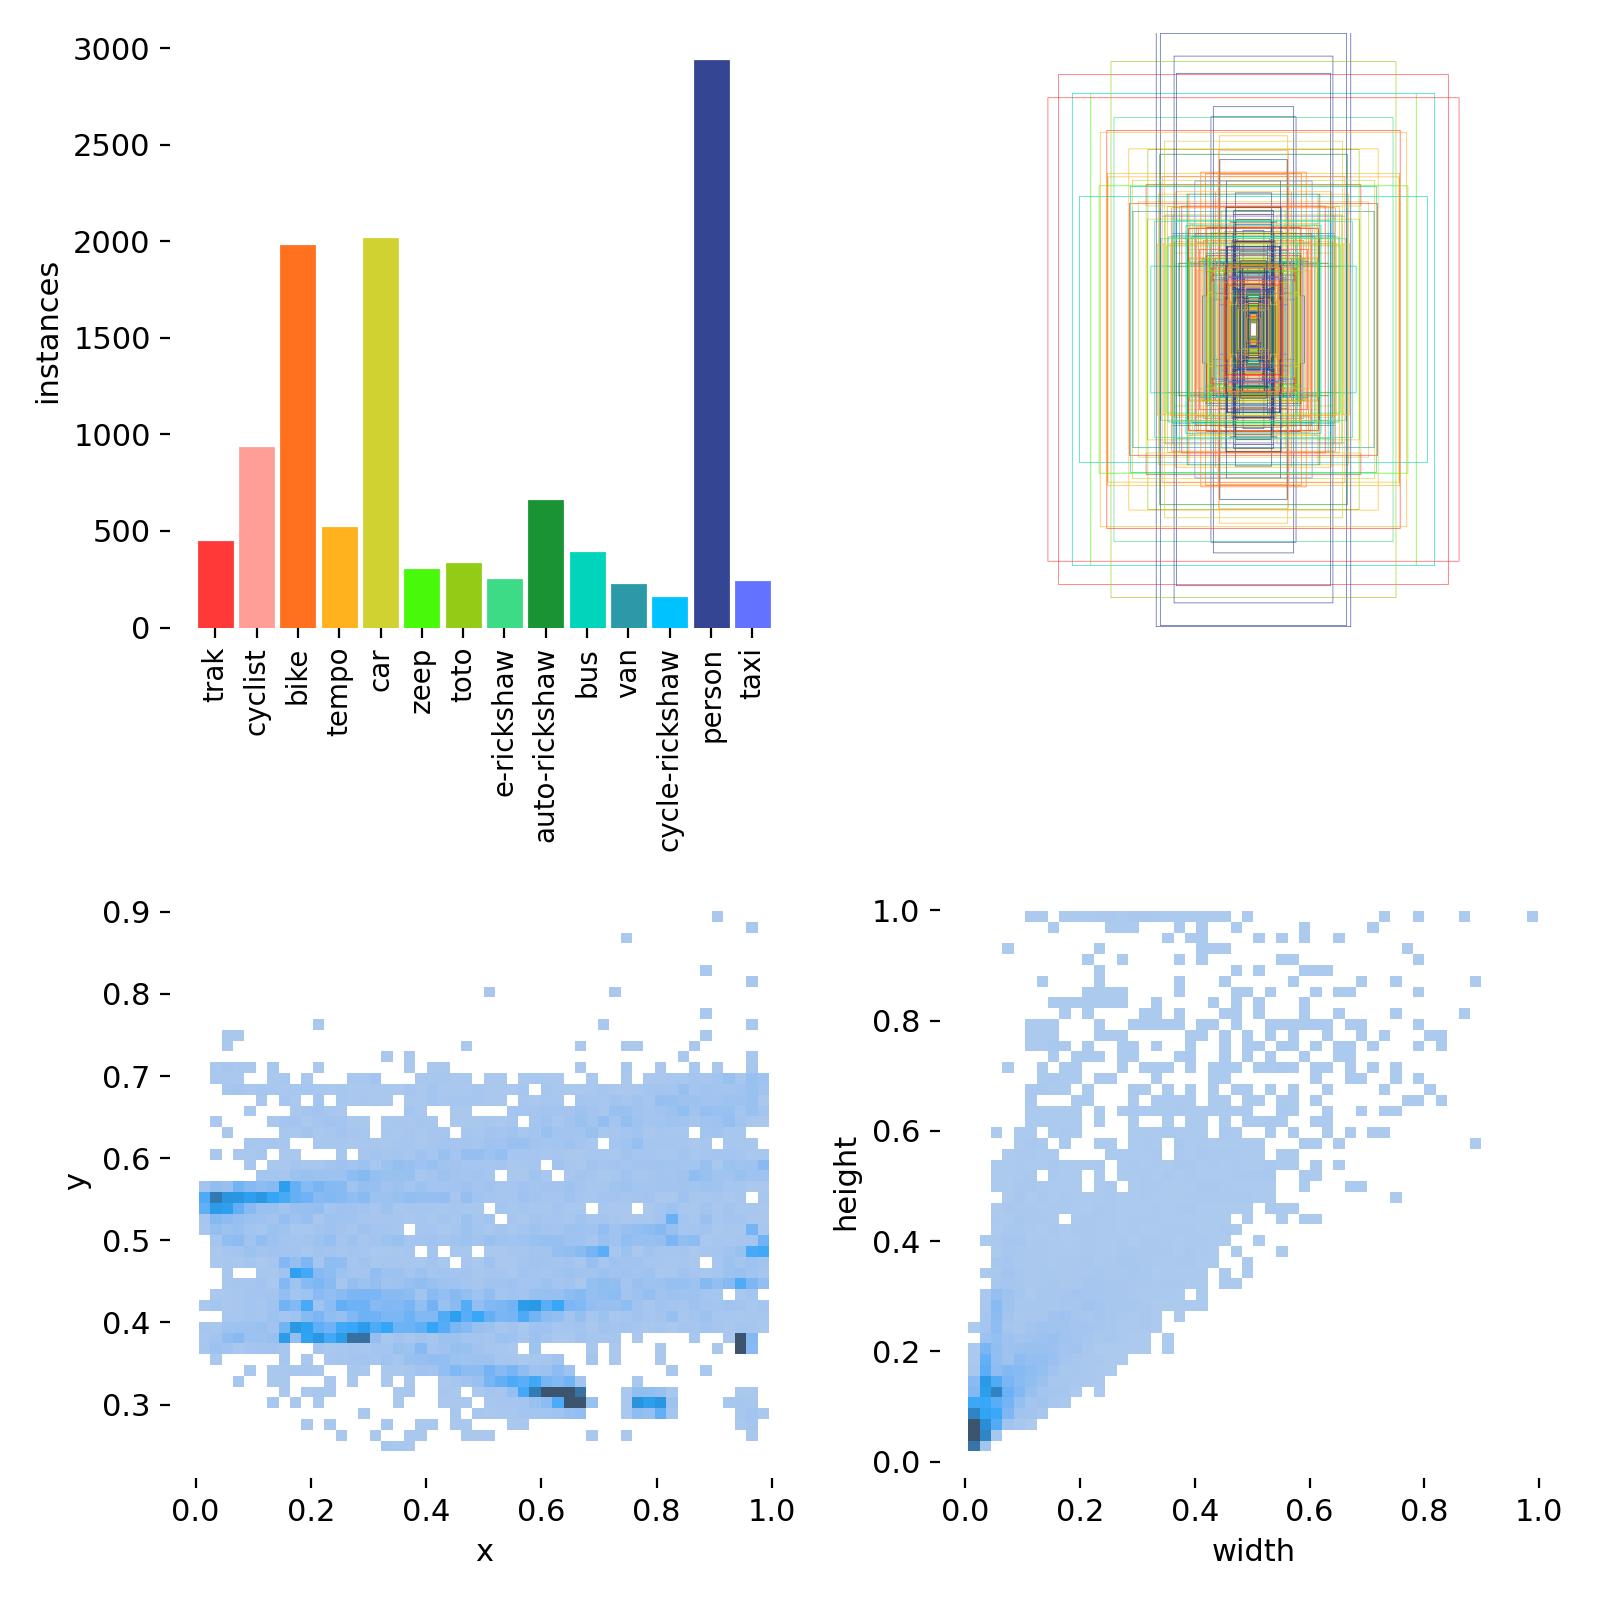 3000
2500
2000
1500
1000
500
0
instances
trak
cyclist
bike
tempo
car
zeep
toto
e-rickshaw
auto-rickshaw
bus
van
cycle-rickshaw
person
taxi
0.9
0.8
0.7
0.6
0.5
0.4
0.3
y
0.0 0.2 0.4 0.6 0.8 1.0
x
1.0
0.8
0.6
0.4
0.2
0.0
height
0.0 0.2 0.4 0.6 0.8 1.0
width